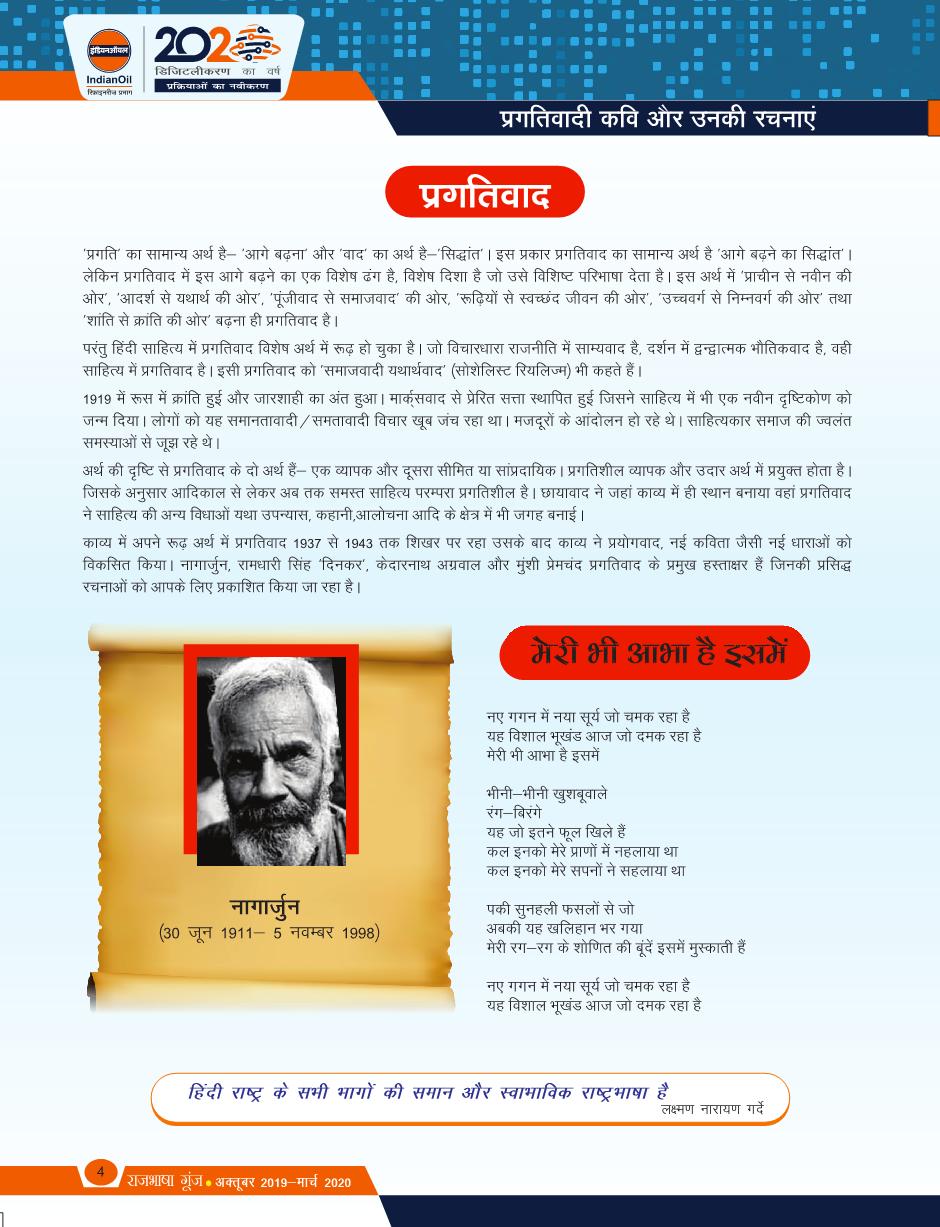 इंडियनऑयल
IndianOil
रिफ़ाइनरीज प्रभाग
2020
डिजिटलीकरण का वर्ष
प्रक्रियाओं का नवीकरण
प्रगतिवादी कवि और उनकी रचनाएं
प्रगतिवाद
'प्रगति' का सामान्य अर्थ है– 'आगे बढ़ना' और 'वाद' का अर्थ है–'सिद्धांत'। इस प्रकार प्रगतिवाद का सामान्य अर्थ है 'आगे बढ़ने का सिद्धांत'।
लेकिन प्रगतिवाद में इस आगे बढ़ने का एक विशेष ढंग है, विशेष दिशा है जो उसे विशिष्ट परिभाषा देता है। इस अर्थ में 'प्राचीन से नवीन की
ओर', 'आदर्श से यथार्थ की ओर', 'पूंजीवाद से समाजवाद' की ओर, 'रूढ़ियों से स्वच्छंद जीवन की ओर', 'उच्चवर्ग से निम्नवर्ग की ओर' तथा
'शांति से क्रांति की ओर' बढ़ना ही प्रगतिवाद है।
परंतु हिंदी साहित्य में प्रगतिवाद विशेष अर्थ में रूढ़ हो चुका है। जो विचारधारा राजनीति में साम्यवाद है, दर्शन में द्वन्द्वात्मक भौतिकवाद है, वही
साहित्य में प्रगतिवाद है। इसी प्रगतिवाद को 'समाजवादी यथार्थवाद' (सोशेलिस्ट रियलिज्म) भी कहते हैं।
1919 में रूस में क्रांति हुई और जारशाही का अंत हुआ। मार्क्सवाद से प्रेरित सत्ता स्थापित हुई जिसने साहित्य में भी एक नवीन दृष्टिकोण को
जन्म दिया। लोगों को यह समानतावादी/समतावादी विचार खूब जंच रहा था। मजदूरों के आंदोलन हो रहे थे। साहित्यकार समाज की ज्वलंत
समस्याओं से जूझ रहे थे।
अर्थ की दृष्टि से प्रगतिवाद के दो अर्थ हैं– एक व्यापक और दूसरा सीमित या सांप्रदायिक। प्रगतिशील व्यापक और उदार अर्थ में प्रयुक्त होता है।
जिसके अनुसार आदिकाल से लेकर अब तक समस्त साहित्य परम्परा प्रगतिशील है। छायावाद ने जहां काव्य में ही स्थान बनाया वहां प्रगतिवाद
ने साहित्य की अन्य विधाओं यथा उपन्यास, कहानी,आलोचना आदि के क्षेत्र में भी जगह बनाई।
काव्य में अपने रूढ़ अर्थ में प्रगतिवाद 1937 से 1943 तक शिखर पर रहा उसके बाद काव्य ने प्रयोगवाद, नई कविता जैसी नई धाराओं को
विकसित किया। नागार्जुन, रामधारी सिंह 'दिनकर', केदारनाथ अग्रवाल और मुंशी प्रेमचंद प्रगतिवाद के प्रमुख हस्ताक्षर हैं जिनकी प्रसिद्ध
रचनाओं को आपके लिए प्रकाशित किया जा रहा है।
नागार्जुन
(30 जून 1911– 5 नवम्बर 1998)
मेरी भी आभा है इसमें
नए गगन में नया सूर्य जो चमक रहा है
यह विशाल भूखंड आज जो दमक रहा है
मेरी भी आभा है इसमें
भीनी–भीनी खुशबूवाले
रंग–बिरंगे
यह जो इतने फूल खिले हैं
कल इनको मेरे प्राणों में नहलाया था
कल इनको मेरे सपनों ने सहलाया था
पकी सुनहली फसलों से जो
अबकी यह खलिहान भर गया
मेरी रग–रग के शोणित की बूंदें इसमें मुस्काती हैं
नए गगन में नया सूर्य जो चमक रहा है
यह विशाल भूखंड आज जो दमक रहा है
हिंदी राष्ट्र के सभी भागों की समान और स्वाभाविक राष्ट्रभाषा है
लक्ष्मण नारायण गर्दे
4
राजभाषा गूंज • अक्तूबर 2019–मार्च 2020